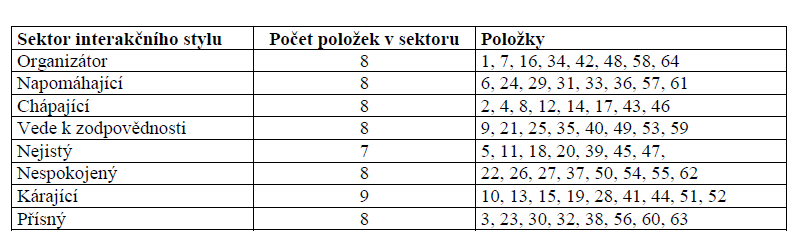 Sektor interakčního stylu Počet položek v sektoru Položky
Organizátor 8 1, 7, 16, 34, 42, 48, 58, 64
Napomáhající 8 6, 24, 29, 31, 33, 36, 57, 61
Chápající 8 2, 4, 8, 12, 14, 17, 43, 46
Vede k zodpovědnosti 8 9, 21, 25, 35, 40, 49, 53, 59
Nejistý 7 5, 11, 18, 20, 39, 45, 47,
Nespokojený 8 22, 26, 27, 37, 50, 54, 55, 62
Kárající 9 10, 13, 15, 19, 28, 41, 44, 51, 52
Přísný 8 3, 23, 30, 32, 38, 56, 60, 63